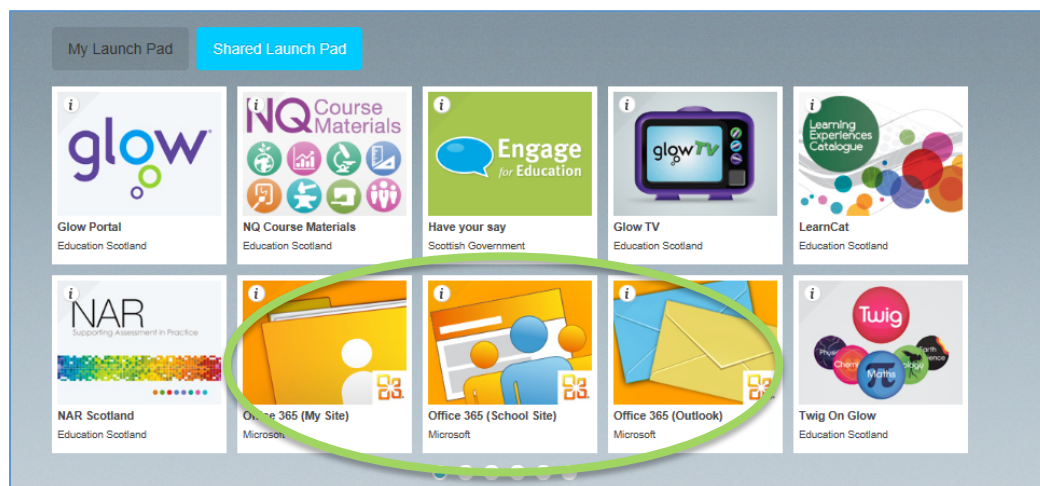 My Launch Pad
Shared Launch Pad
glow
NQ Course
Materials
Engage
for Education
glow TV
Learning
Experiences
Catalogue
Glow Portal
Education Scotland
NQ Course Materials
Education Scotland
Have your say
Scottish Government
Glow TV
Education Scotland
LearnCat
Education Scotland
NAR
Supporting Assessment in Practice
Twig
Maths
NAR Scotland
Education Scotland
Office 365 (My Site)
Microsoft
Office 365 (School Site)
Microsoft
Office 365 (Outlook)
Microsoft
Twig On Glow
Education Scotland